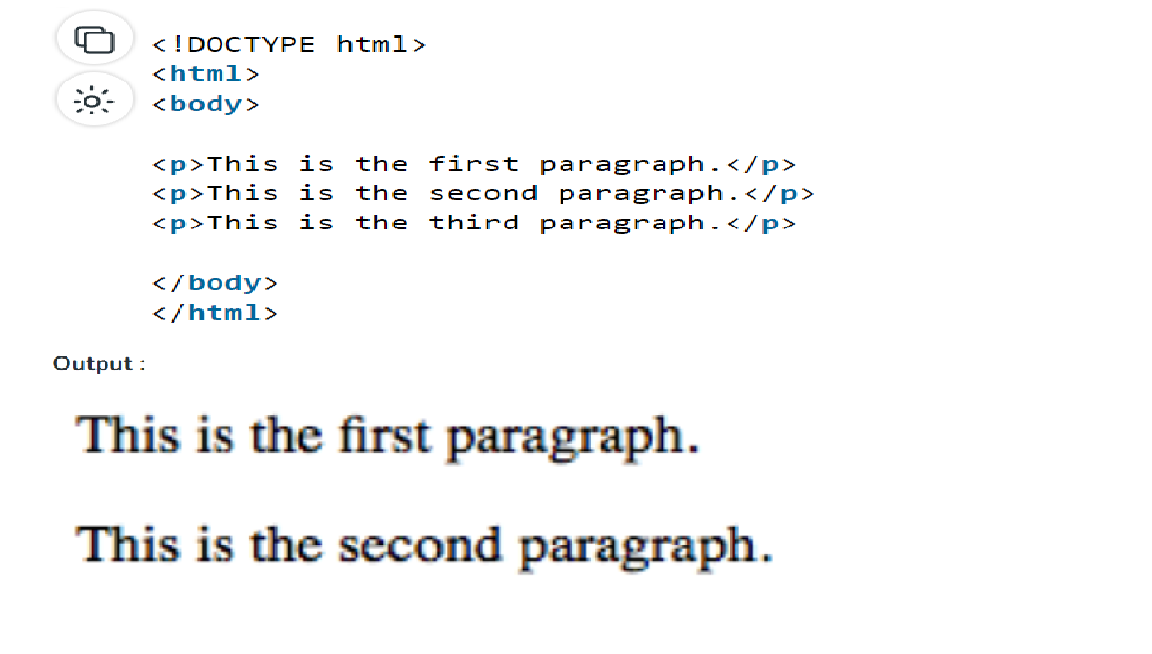 <!DOCTYPE html>
<html>
<body>
<p>This is the first paragraph.</p>
<p>This is the second paragraph.</p>
<p>This is the third paragraph.</p>
</body>
</html>
Output :
This is the first paragraph.
This is the second paragraph.